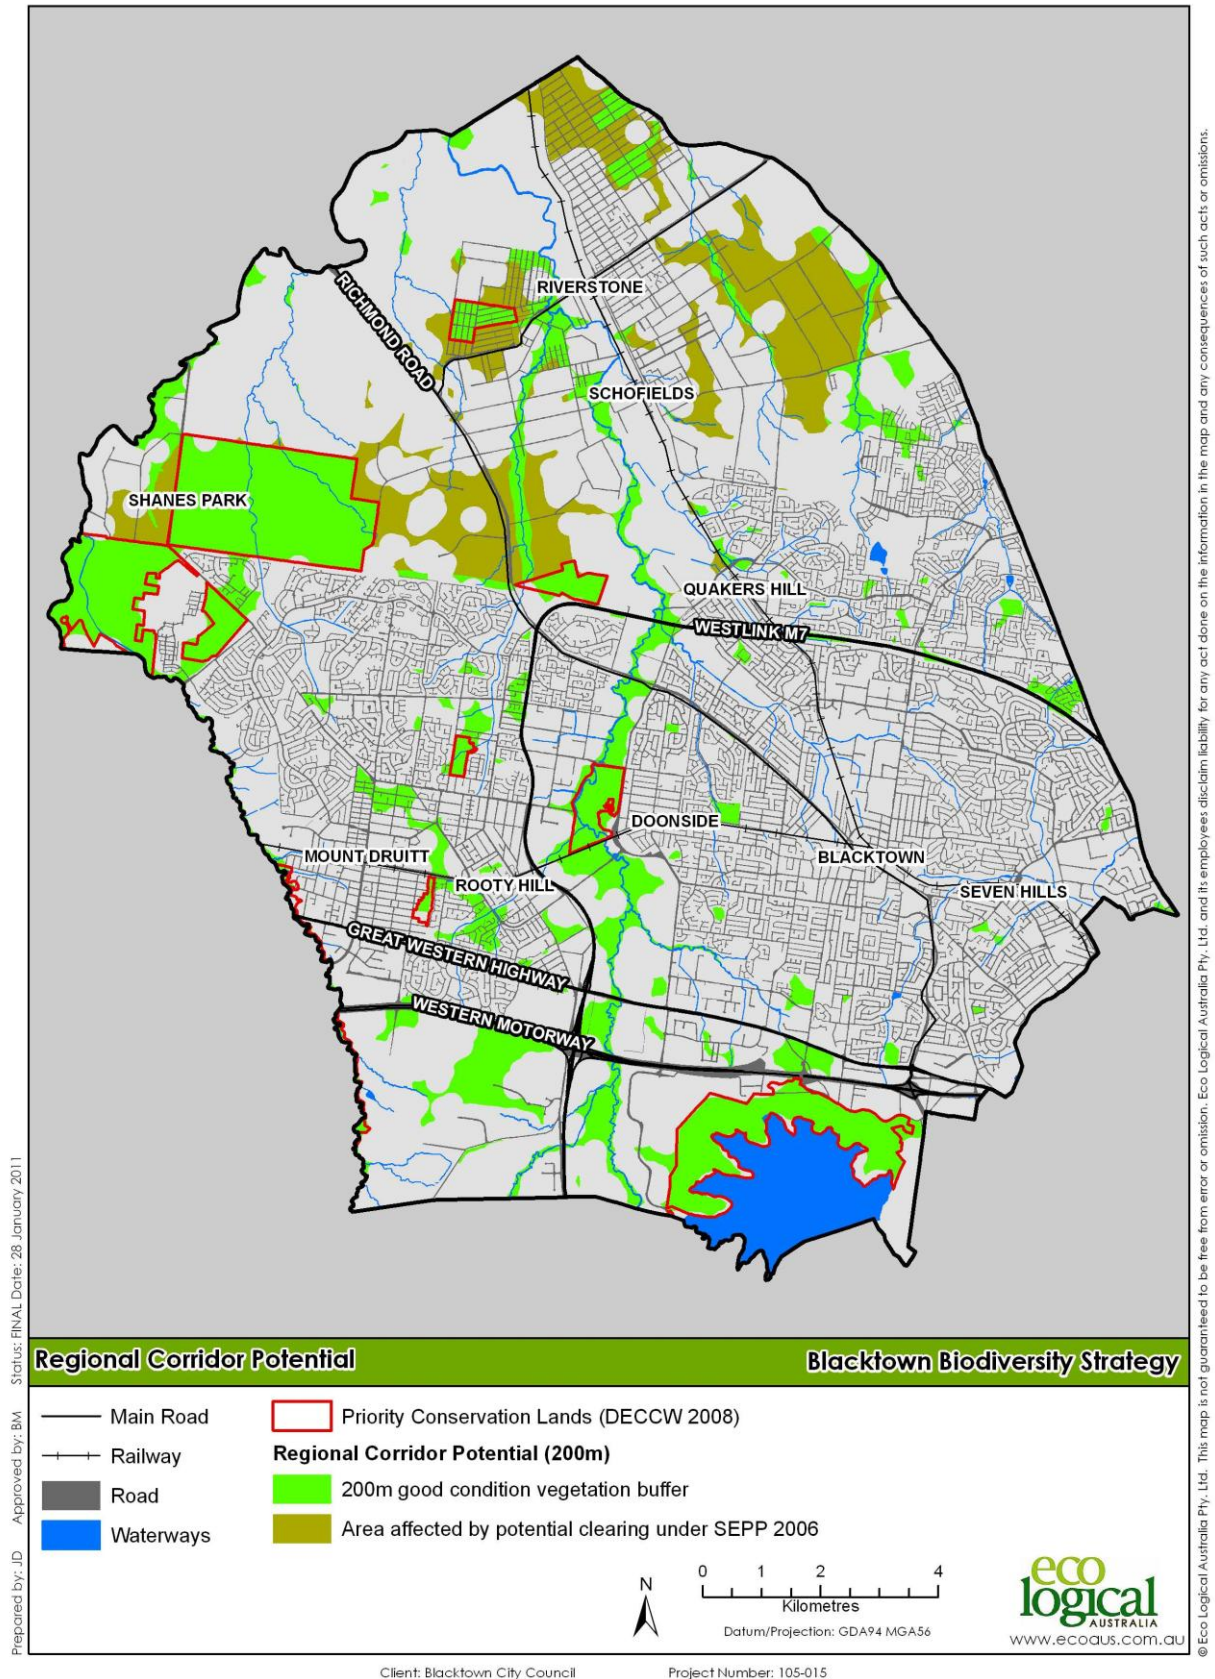 RIVERSTONE
RICHMOND ROAD
SCHOFIELDS
SHANES PARK
QUAKERS HILL
WESTLINK M7
DOONSIDE
MOUNT DRUITT
BLACKTOWN
ROOTY HILL
SEVEN HILLS
GREAT WESTERN HIGHWAY
WESTERN MOTORWAY
Regional Corridor Potential
Blacktown Biodiversity Strategy
Main Road
Railway
Road
Waterways
Priority Conservation Lands (DECCW 2008)
Regional Corridor Potential (200m)
200m good condition vegetation buffer
Area affected by potential clearing under SEPP 2006
N
0 1 2 4
Kilometres
Datum/Projection: GDA94 MGA56
eco
logical
AUSTRALIA
www.ecoaus.com.au
Client: Blacktown City Council
Project Number: 105-015
Prepared by: JD Approved by: BM Status: FINAL Date: 28 January 2011
© Eco Logical Australia Pty. Ltd. This map is not guaranteed to be free from error or omission. Eco Logical Australia Pty. Ltd. and its employees disclaim liability for any act done on the information in the map and any consequences of such acts or omissions.